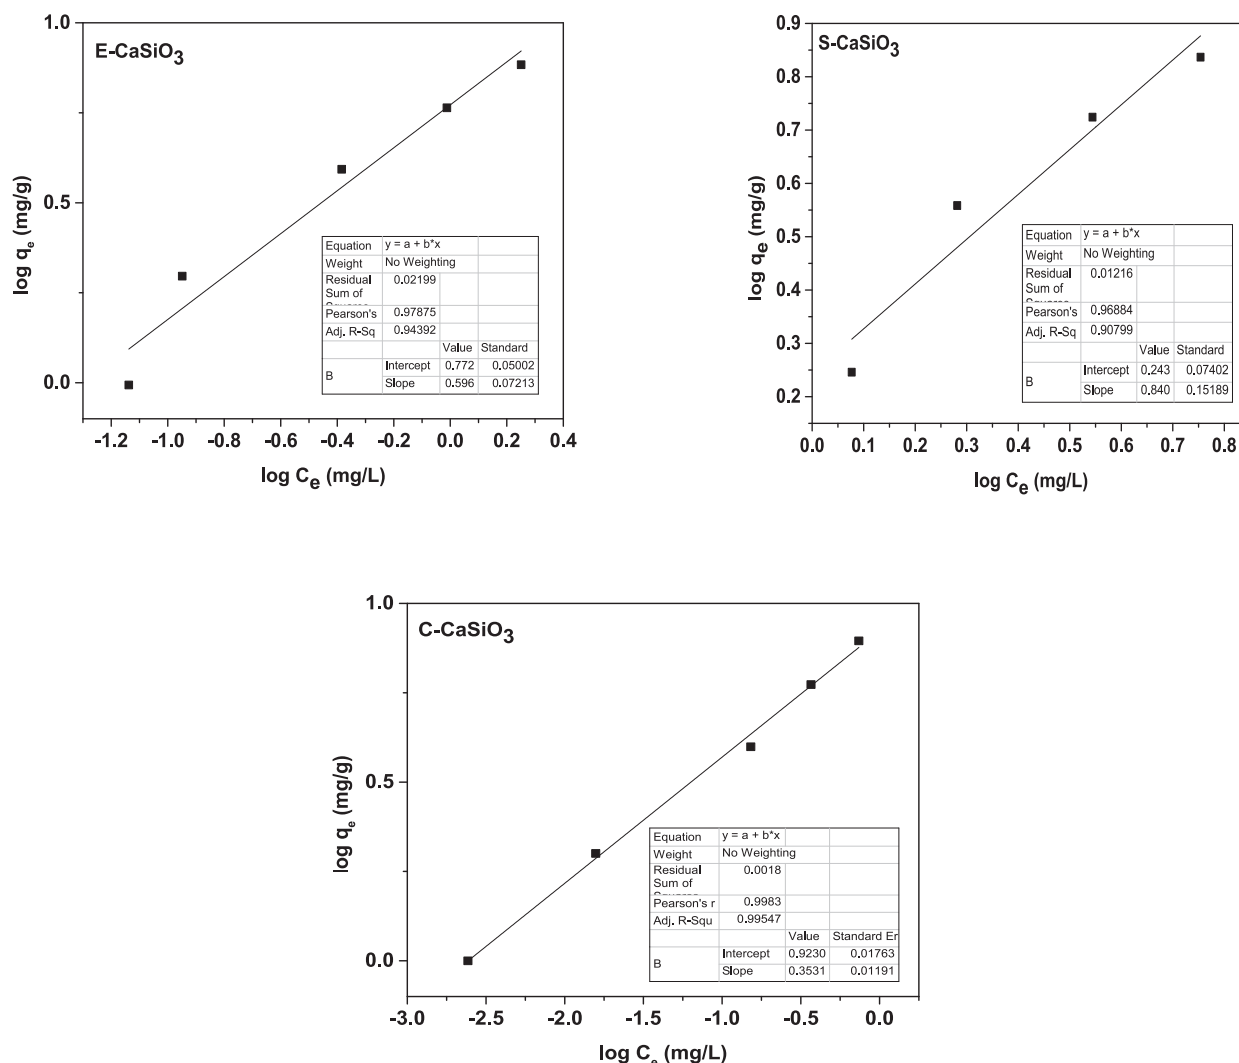 E-CaSiO3
log qe (mg/g)
1.0
0.5
0.0
Equation y = a + b*x
Weight No Weighting
Residual 0.02199
Sum of
Pearson's 0.97875
Adj. R-Sq 0.94392
Value Standard
B Intercept 0.772 0.05002
Slope 0.596 0.07213
-1.2 -1.0 -0.8 -0.6 -0.4 -0.2 0.0 0.2 0.4
log Ce (mg/L)
S-CaSiO3
log qe (mg/g)
0.9
0.8
0.7
0.6
0.5
0.4
0.3
0.2
Equation y = a + b*x
Weight No Weighting
Residual 0.01216
Sum of
Pearson's 0.96884
Adj. R-Sq 0.90799
Value Standard
B Intercept 0.243 0.07402
Slope 0.840 0.15189
0.0 0.1 0.2 0.3 0.4 0.5 0.6 0.7 0.8
log Ce (mg/L)
C-CaSiO3
log qe (mg/g)
1.0
0.5
0.0
Equation y = a + b*x
Weight No Weighting
Residual 0.0018
Sum of
Pearson's r 0.9983
Adj. R-Squ 0.99547
Value Standard Er
B Intercept 0.9230 0.01763
Slope 0.3531 0.01191
-3.0 -2.5 -2.0 -1.5 -1.0 -0.5 0.0
log Ce (mg/L)